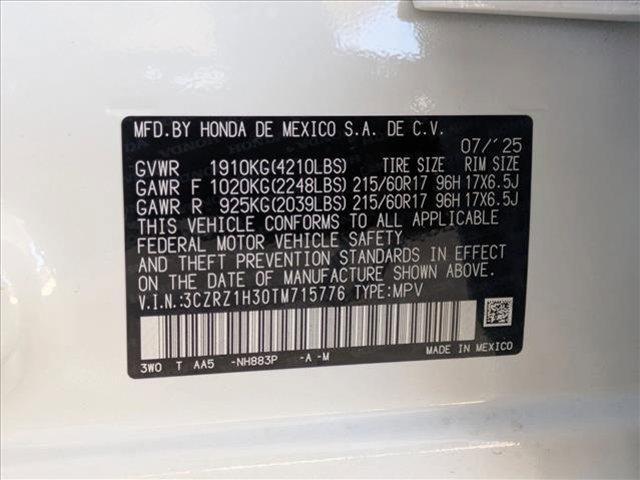 MFD.BY HONDA DE MEXICO S.A. DE C.V.
07/'25
GVWR 1910KG(4210LBS) TIRE SIZE RIM SIZE
GAWR F 1020KG(2248LBS) 215/60R17 96H 17X6.5J
GAWR R 925KG(2039LBS) 215/60R17 96H 17X6.5J
THIS VEHICLE CONFORMS TO ALL APPLICABLE
FEDERAL MOTOR VEHICLE SAFETY
AND THEFT PREVENTION STANDARDS IN EFFECT
ON THE DATE OF MANUFACTURE SHOWN ABOVE.
V.I.N.:3CZRZ1H30TM715776 TYPE:MPV
3W0 T AA5 -NH883P -A -M
MADE IN MEXICO